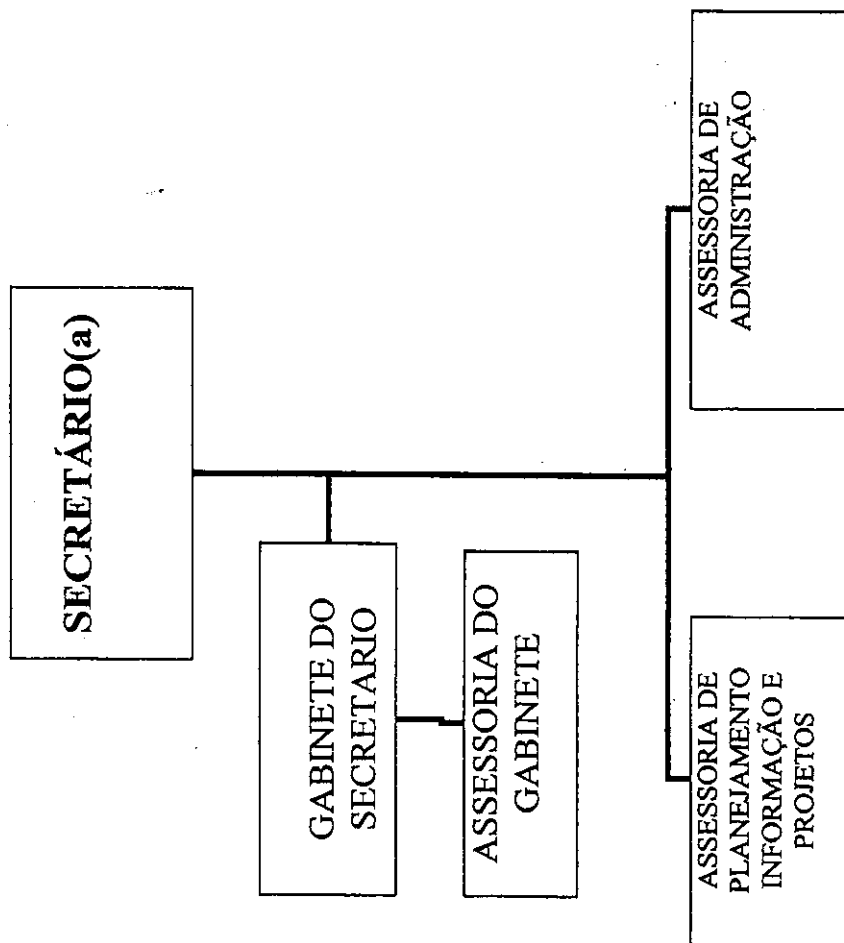 SECRETÁRIO(a)
GABINETE DO
SECRETARIO
ASSESSORIA DO
GABINETE
ASSESSORIA DE
PLANEJAMENTO
INFORMAÇÃO E
PROJETOS
ASSESSORIA DE
ADMINISTRAÇÃO